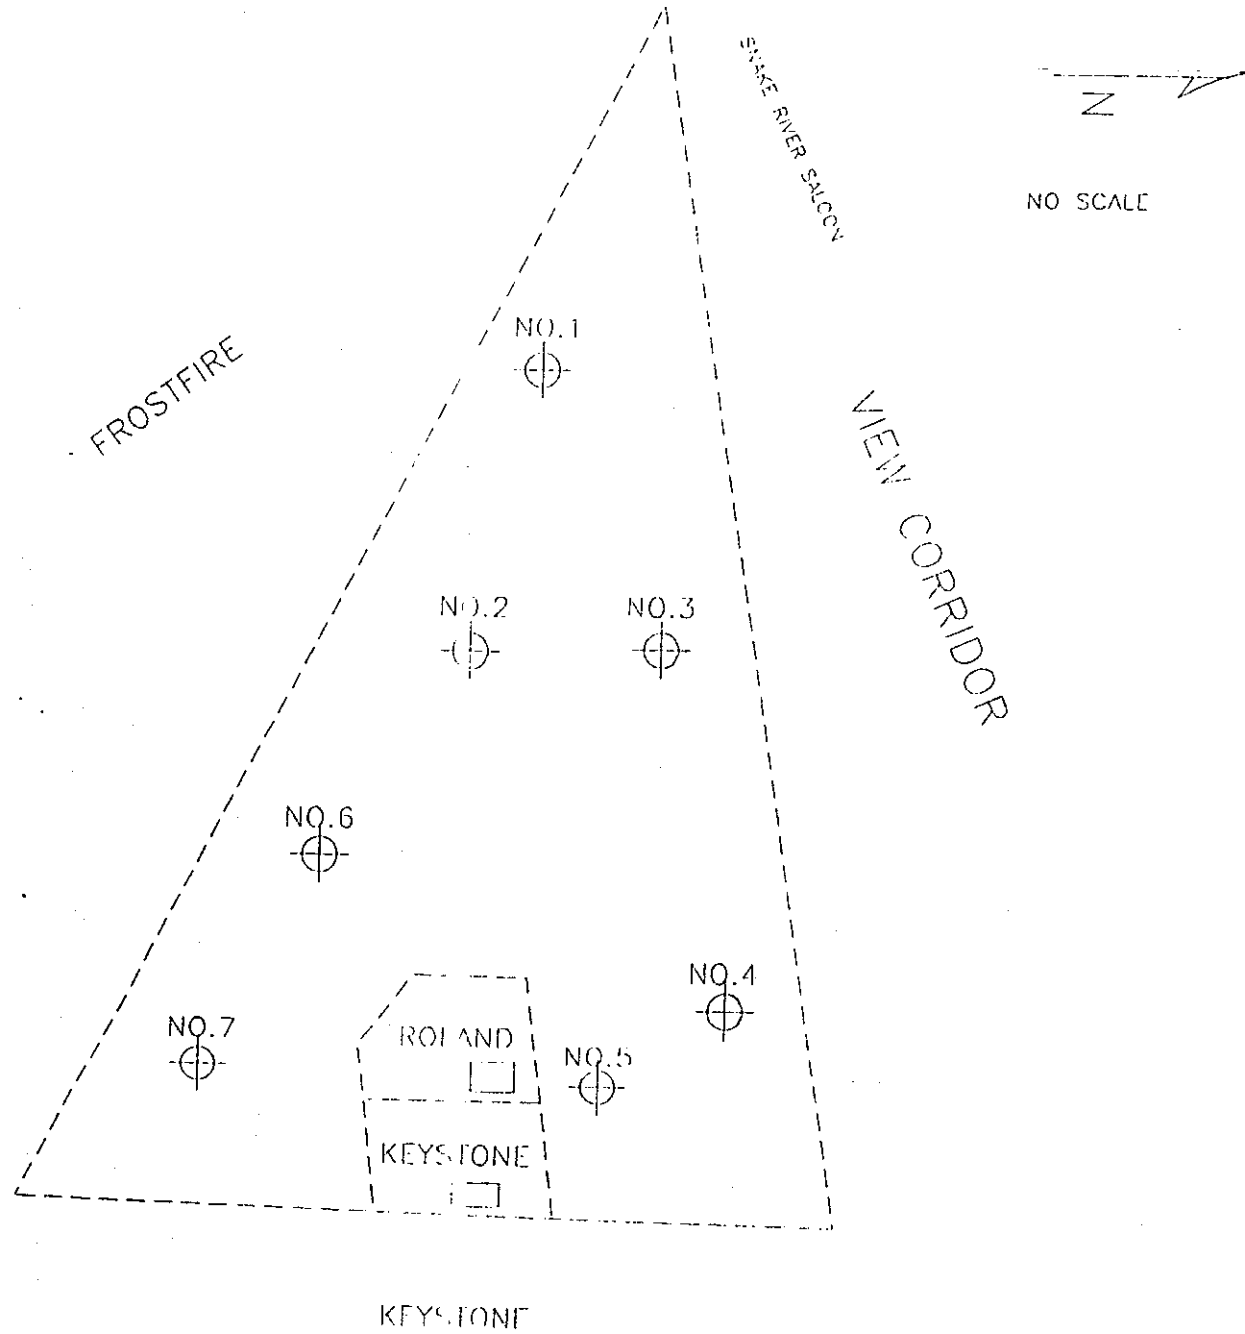 SNAKE RIVER SALOON
N
NO SCALE
NO.1
FROSTFIRE
VIEW CORRIDOR
NO.2
NO.3
NO.6
NO.4
NO.7
ROLAND
NO.5
KEYSTONE
KEYSTONE